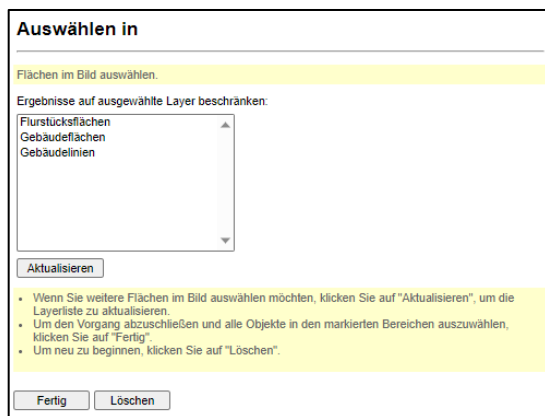 Auswählen in
Flächen im Bild auswählen.
Ergebnisse auf ausgewählte Layer beschränken:
Flurstücksflächen
Gebäudeflächen
Gebäudelinien
Aktualisieren
• Wenn Sie weitere Flächen im Bild auswählen möchten, klicken Sie auf "Aktualisieren", um die
Layerliste zu aktualisieren.
• Um den Vorgang abzuschließen und alle Objekte in den markierten Bereichen auszuwählen,
klicken Sie auf "Fertig".
• Um neu zu beginnen, klicken Sie auf "Löschen".
Fertig Löschen